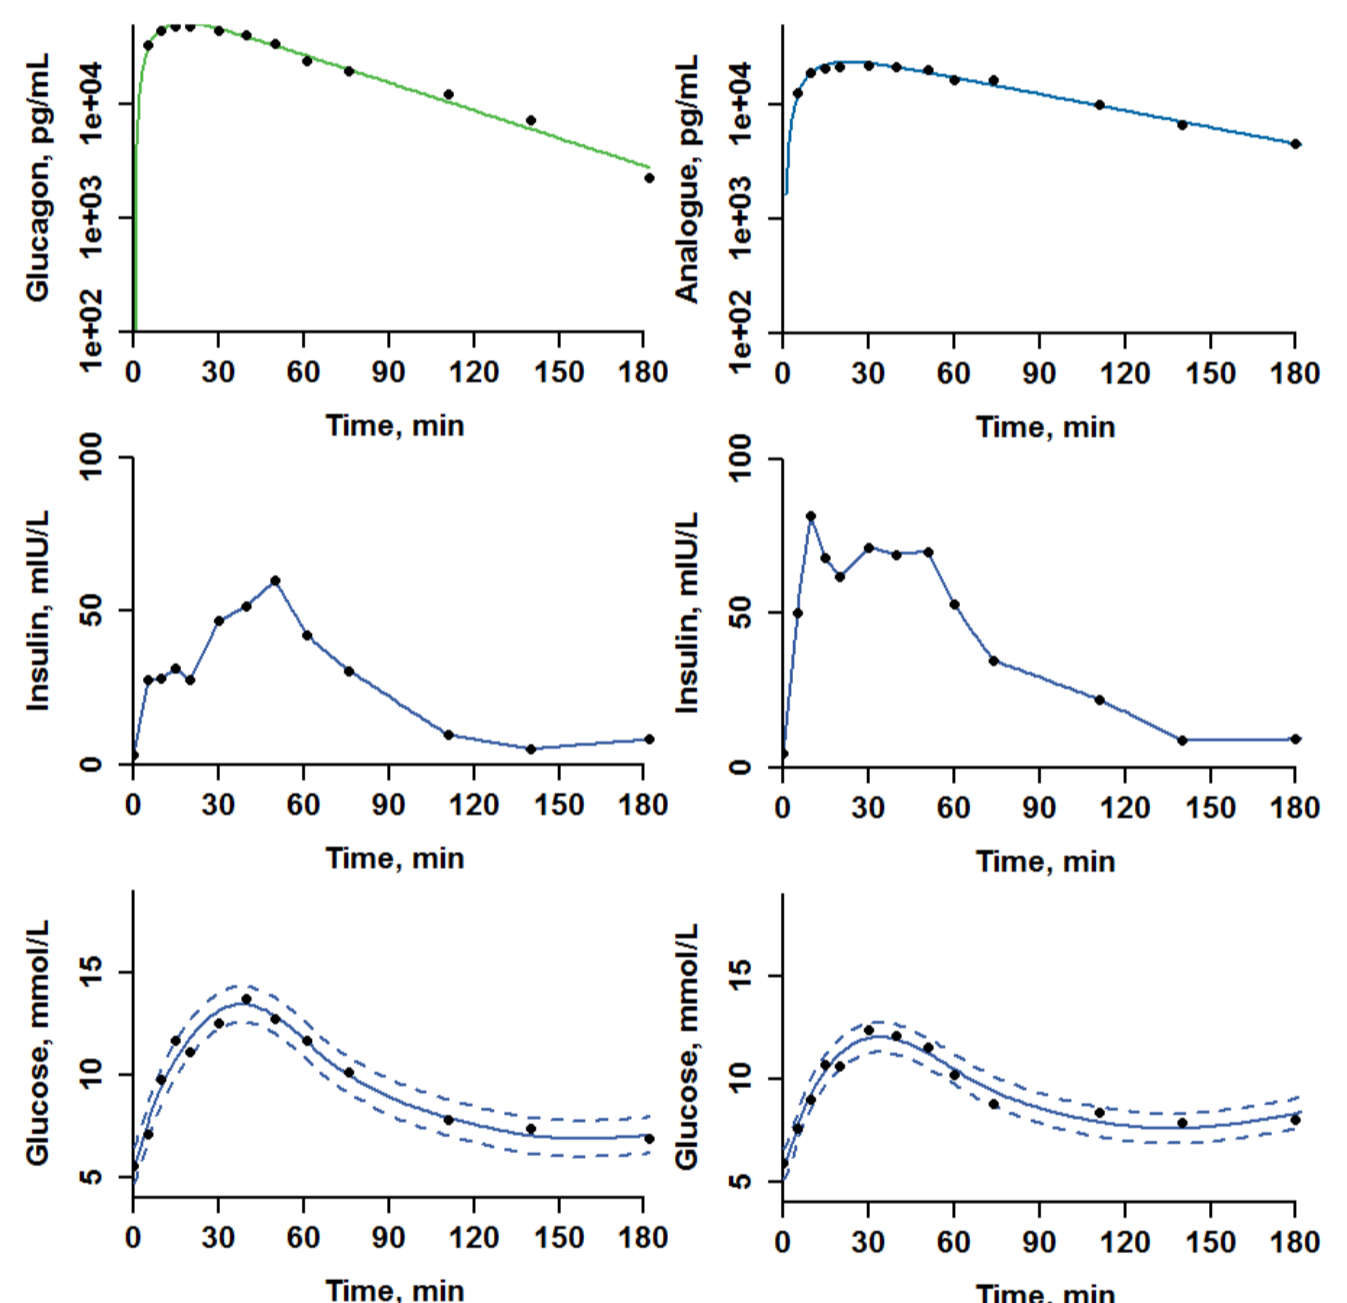 Glucagon, pg/mL
1e+04
1e+03
1e+02
0 30 60 90 120 150 180
Time, min
Analogue, pg/mL
1e+04
1e+03
1e+02
0 30 60 90 120 150 180
Time, min
Insulin, mIU/L
100
50
0
0 30 60 90 120 150 180
Time, min
Insulin, mIU/L
100
50
0
0 30 60 90 120 150 180
Time, min
Glucose, mmol/L
15
10
5
0 30 60 90 120 150 180
Time, min
Glucose, mmol/L
15
10
5
0 30 60 90 120 150 180
Time, min